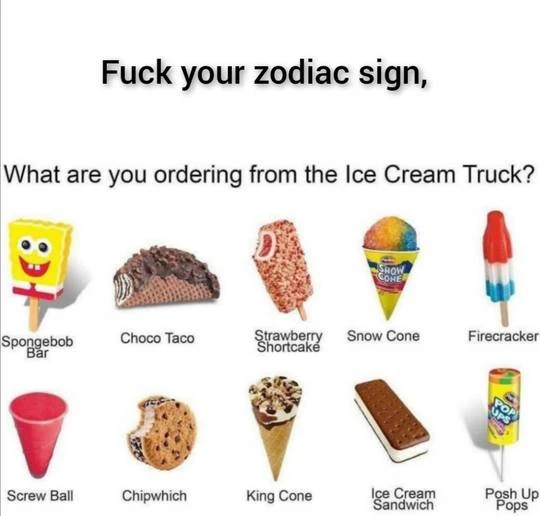 Fuck your zodiac sign,
What are you ordering from the Ice Cream Truck?
SNOW
CONE
Spongebob
Bar
Choco Taco
Strawberry
Shortcake
Snow Cone
Firecracker
POP
UPS
Screw Ball
Chipwhich
King Cone
Ice Cream
Sandwich
Posh Up
Pops